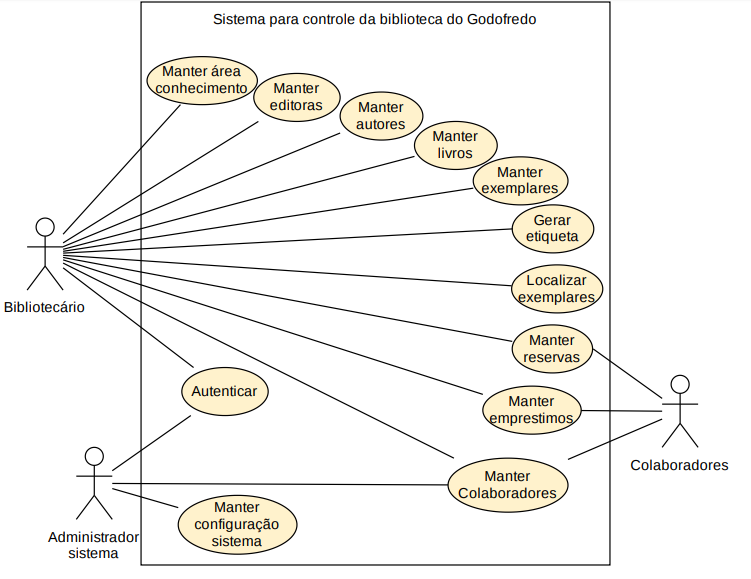 Sistema para controle da biblioteca do Godofredo
Manter área
conhecimento
Manter
editoras
Manter
autores
Manter
livros
Manter
exemplares
Gerar
etiqueta
Localizar
exemplares
Manter
reservas
Manter
emprestimos
Manter
Colaboradores
Autenticar
Manter
configuração
sistema
Bibliotecário
Administrador
sistema
Colaboradores